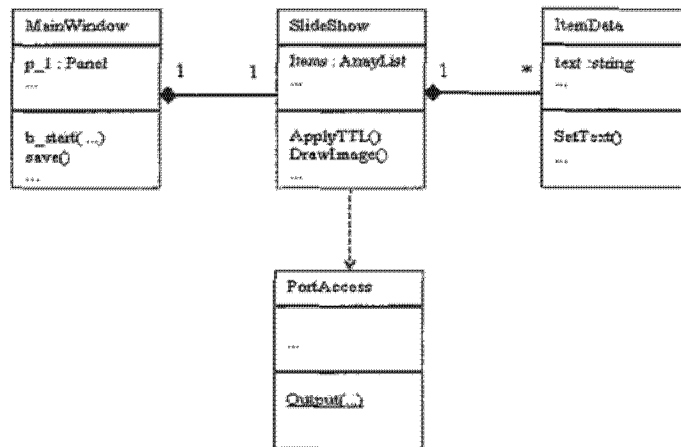 MainWindow
p_1 : Panel
...
b_start(...)
save()
...
1
1
SlideShow
Items : ArrayList
...
ApplyTTL()
DrawImage()
...
1
*
ItemData
text :string
...
SetText()
...
PortAccess
...
Output(...)
......